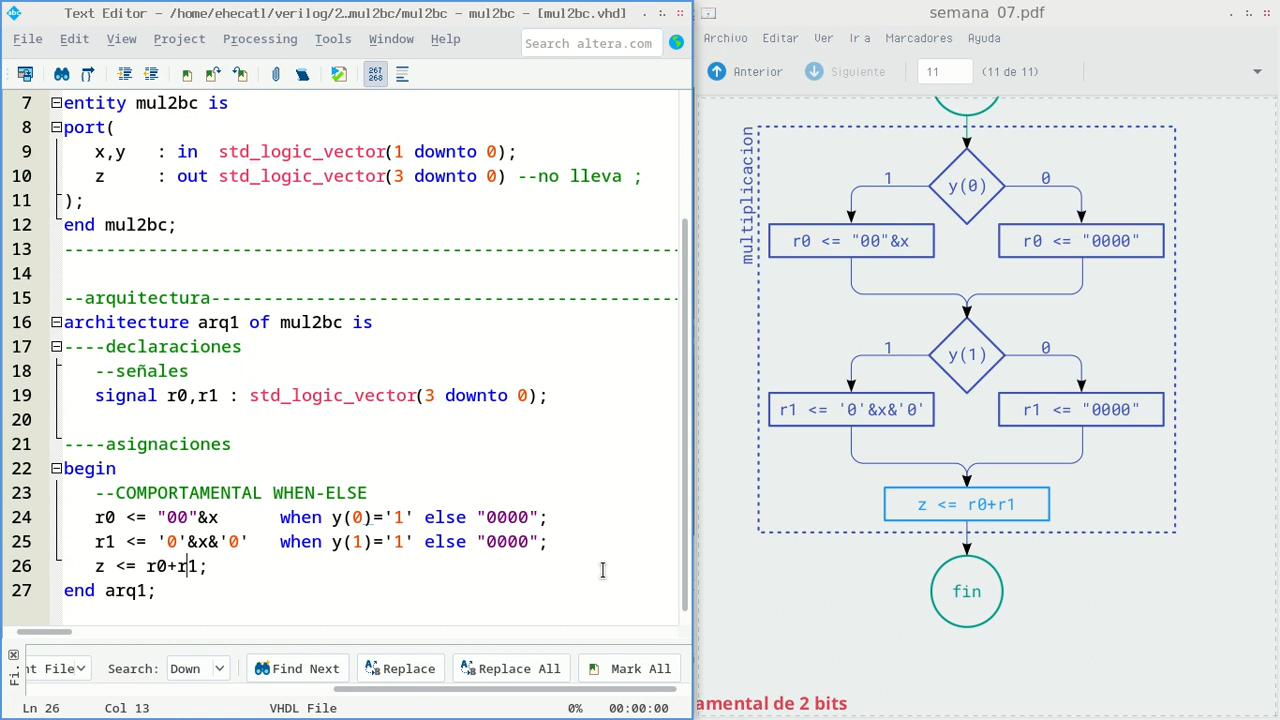 Text Editor – /home/ehecatl/verilog/2...mul2bc/mul2bc – mul2bc – [mul2bc.vhd]
File Edit View Project Processing Tools Window Help
Search altera.com
267
268
7 entity mul2bc is
8 port(
9 x,y : in std_logic_vector(1 downto 0);
10 z : out std_logic_vector(3 downto 0) --no lleva ;
11 );
12 end mul2bc;
13 --------------------------------------------------
14
15 --arquitectura------------------------------------
16 architecture arq1 of mul2bc is
17 ----declaraciones
18 --señales
19 signal r0,r1 : std_logic_vector(3 downto 0);
20
21 ----asignaciones
22 begin
23 --COMPORTAMENTAL WHEN-ELSE
24 r0 <= "00"&x when y(0)='1' else "0000";
25 r1 <= '0'&x&'0' when y(1)='1' else "0000";
26 z <= r0+r1;
27 end arq1;
Fi.
nt File Search: Down Find Next Replace Replace All Mark All
Ln 26 Col 13 VHDL File 0% 00:00:00
semana_07.pdf
Archivo Editar Ver Ir a Marcadores Ayuda
Anterior Siguiente 11 (11 de 11)
multiplicacion
y(0)
1 0
r0 <= "00"&x r0 <= "0000"
y(1)
1 0
r1 <= '0'&x&'0' r1 <= "0000"
z <= r0+r1
fin
amental de 2 bits